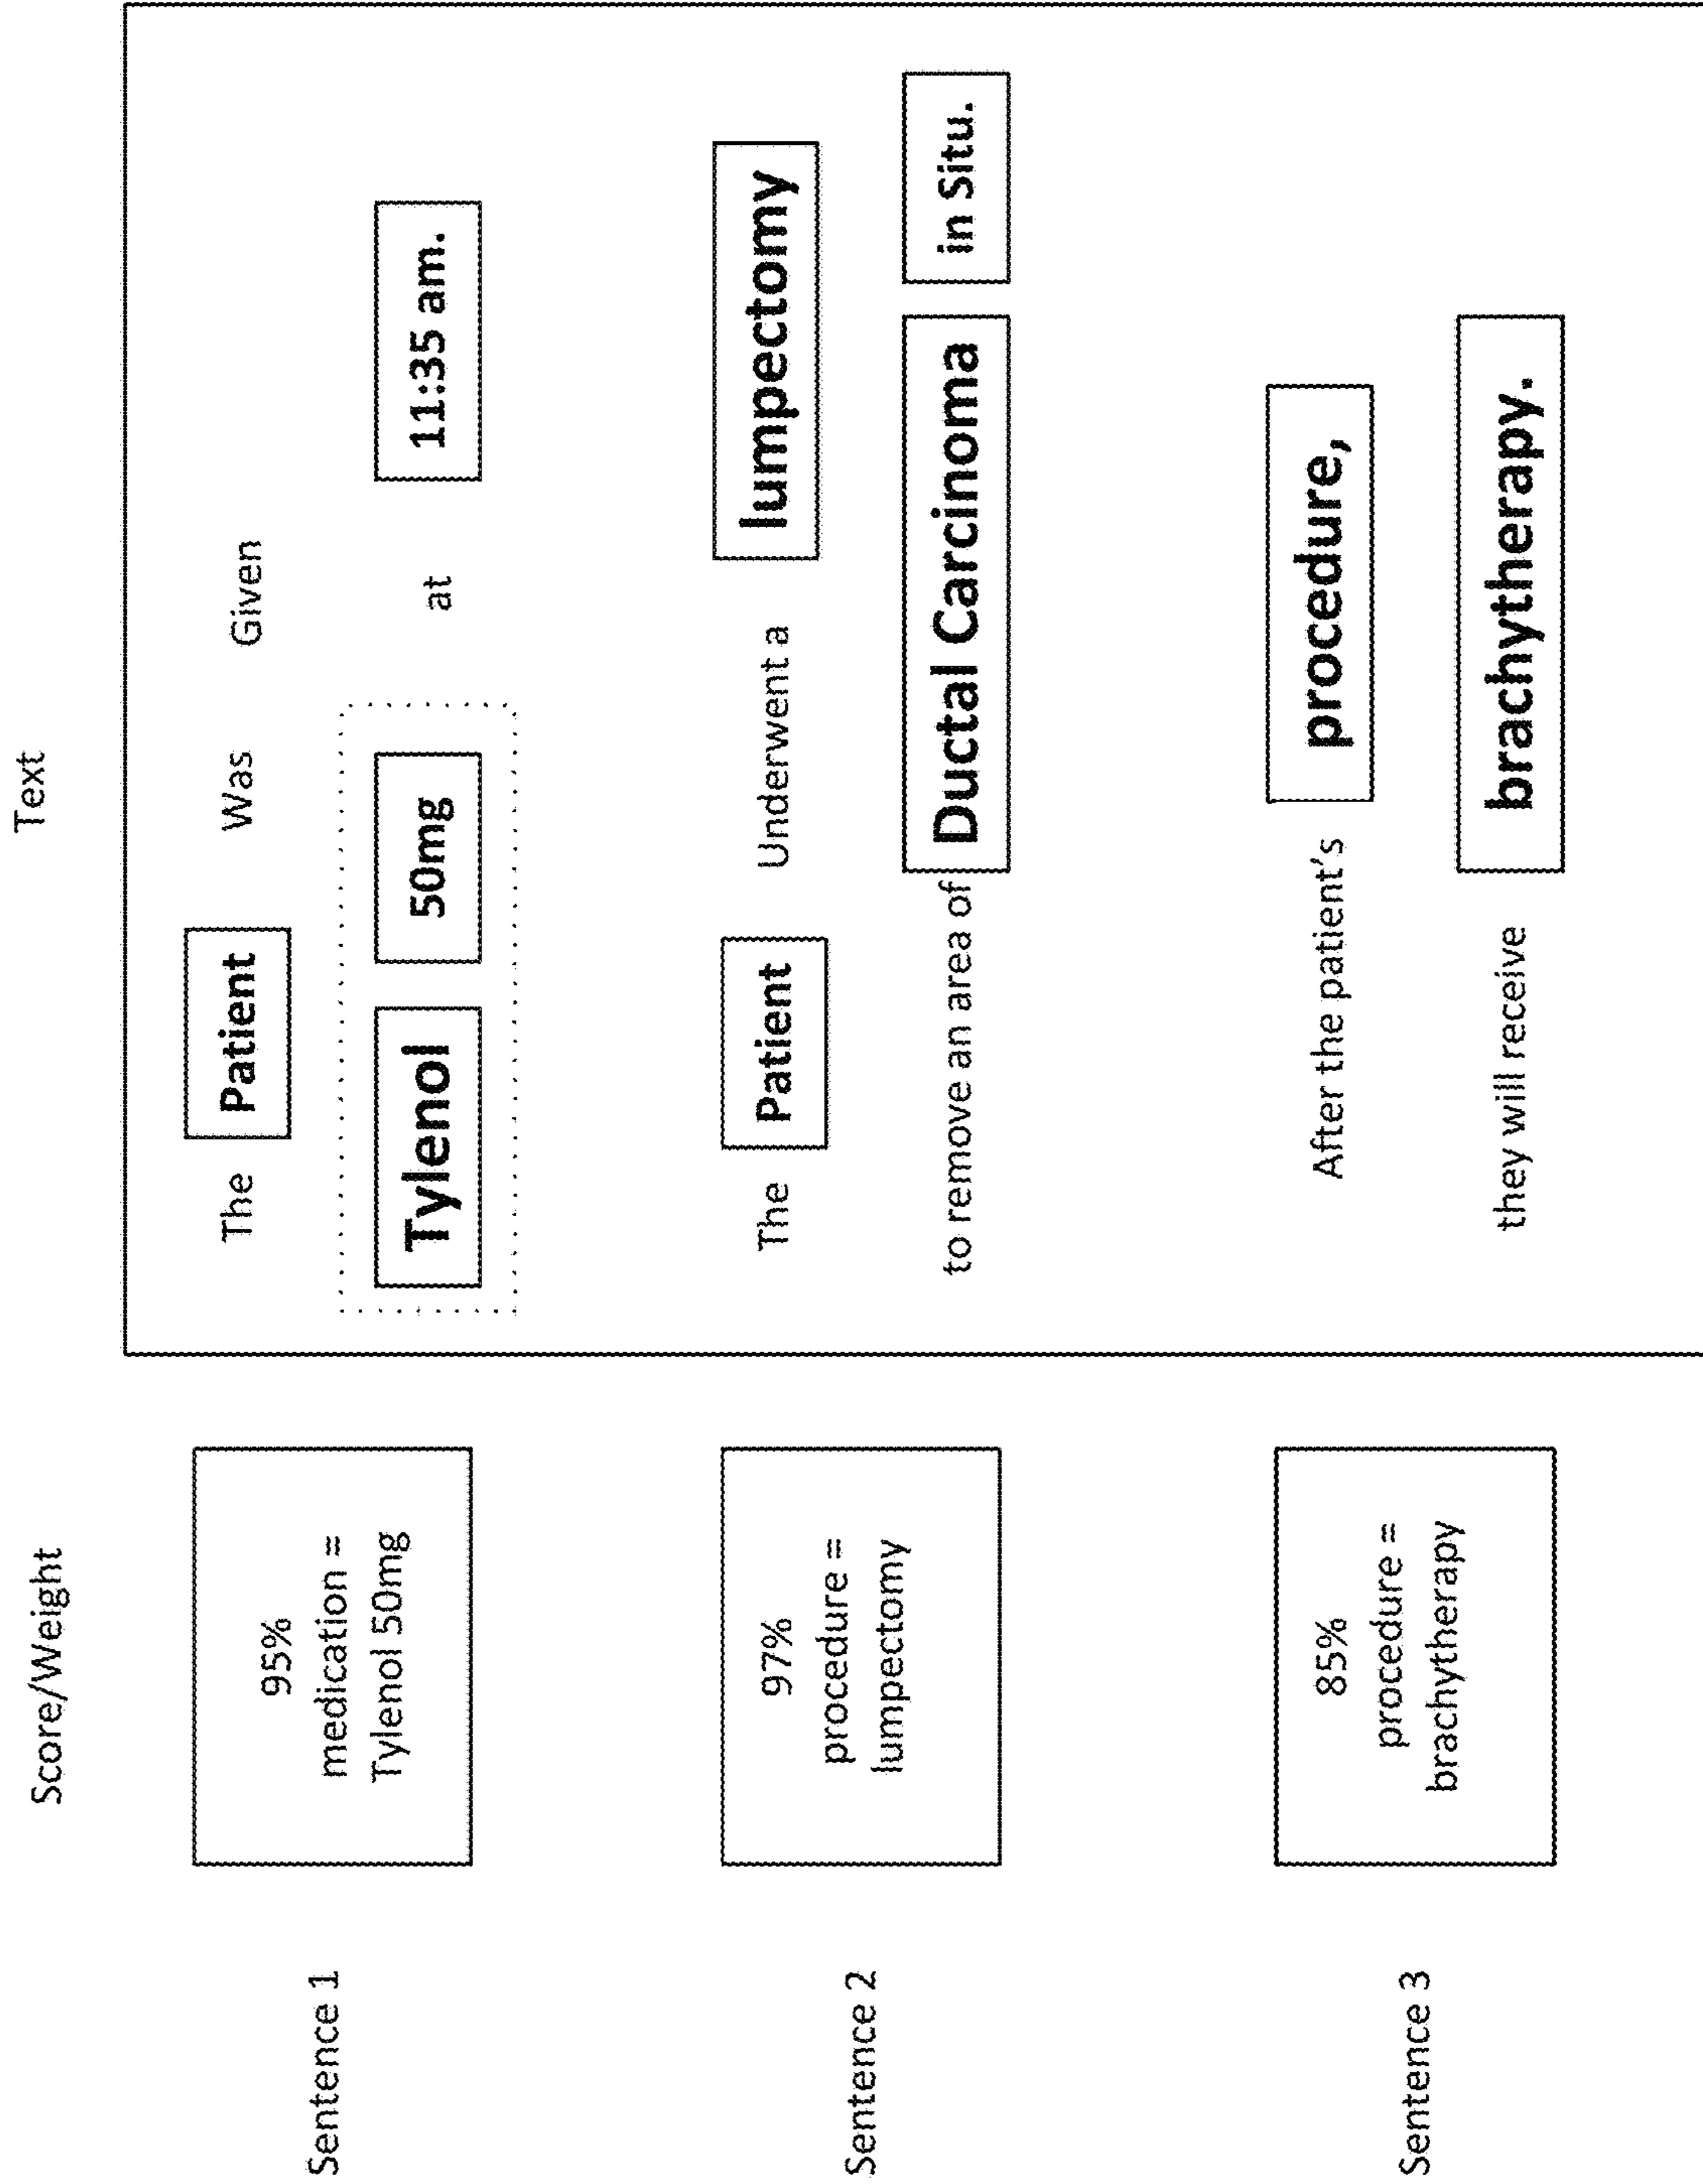 Score/Weight
Text
Sentence 1
95%
medication =
Tylenol 50mg
The Patient Was Given
Tylenol 50mg at 11:35 am.
Sentence 2
97%
procedure =
lumpectomy
The Patient Underwent a lumpectomy
to remove an area of Ductal Carcinoma in Situ.
Sentence 3
85%
procedure =
brachytherapy
After the patient's procedure,
they will receive brachytherapy.